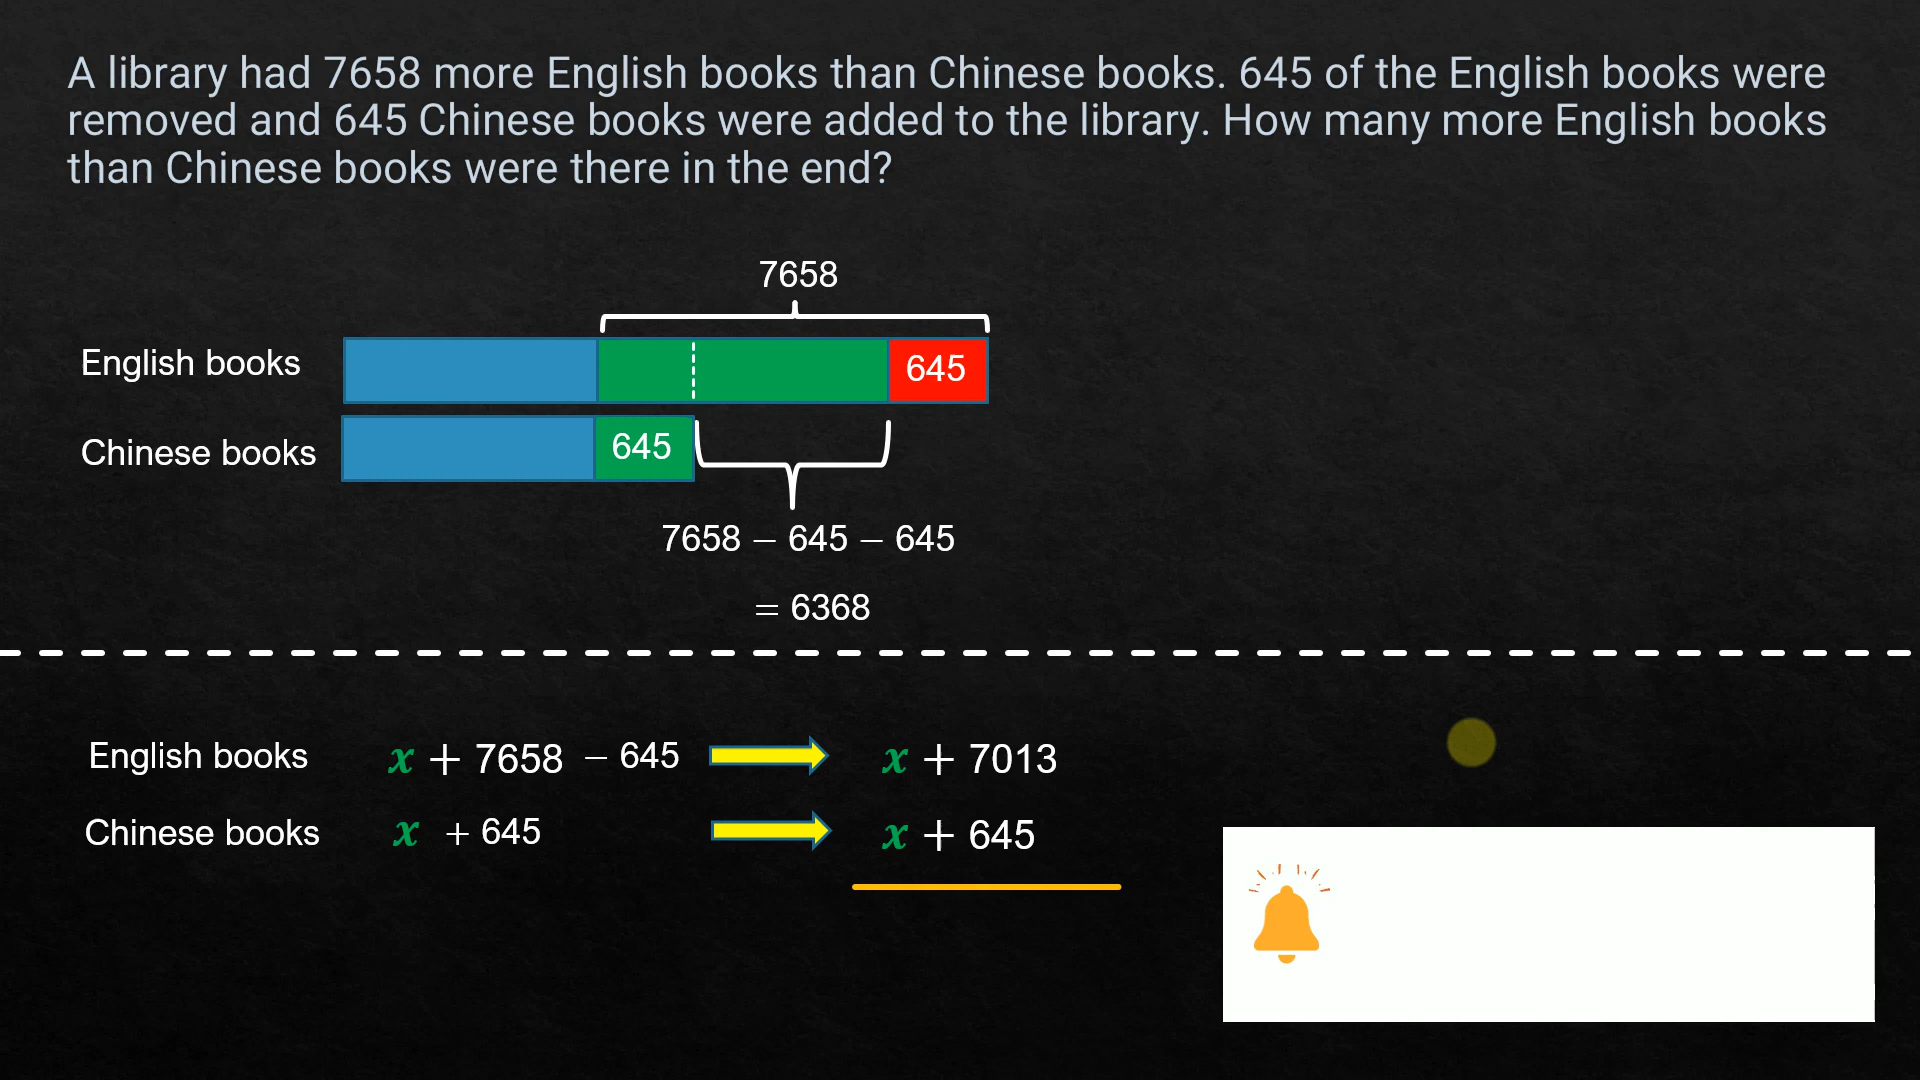 A library had 7658 more English books than Chinese books. 645 of the English books were
removed and 645 Chinese books were added to the library. How many more English books
than Chinese books were there in the end?
7658
English books 645
Chinese books 645
7658 – 645 – 645
= 6368
English books x + 7658 – 645 x + 7013
Chinese books x + 645 x + 645